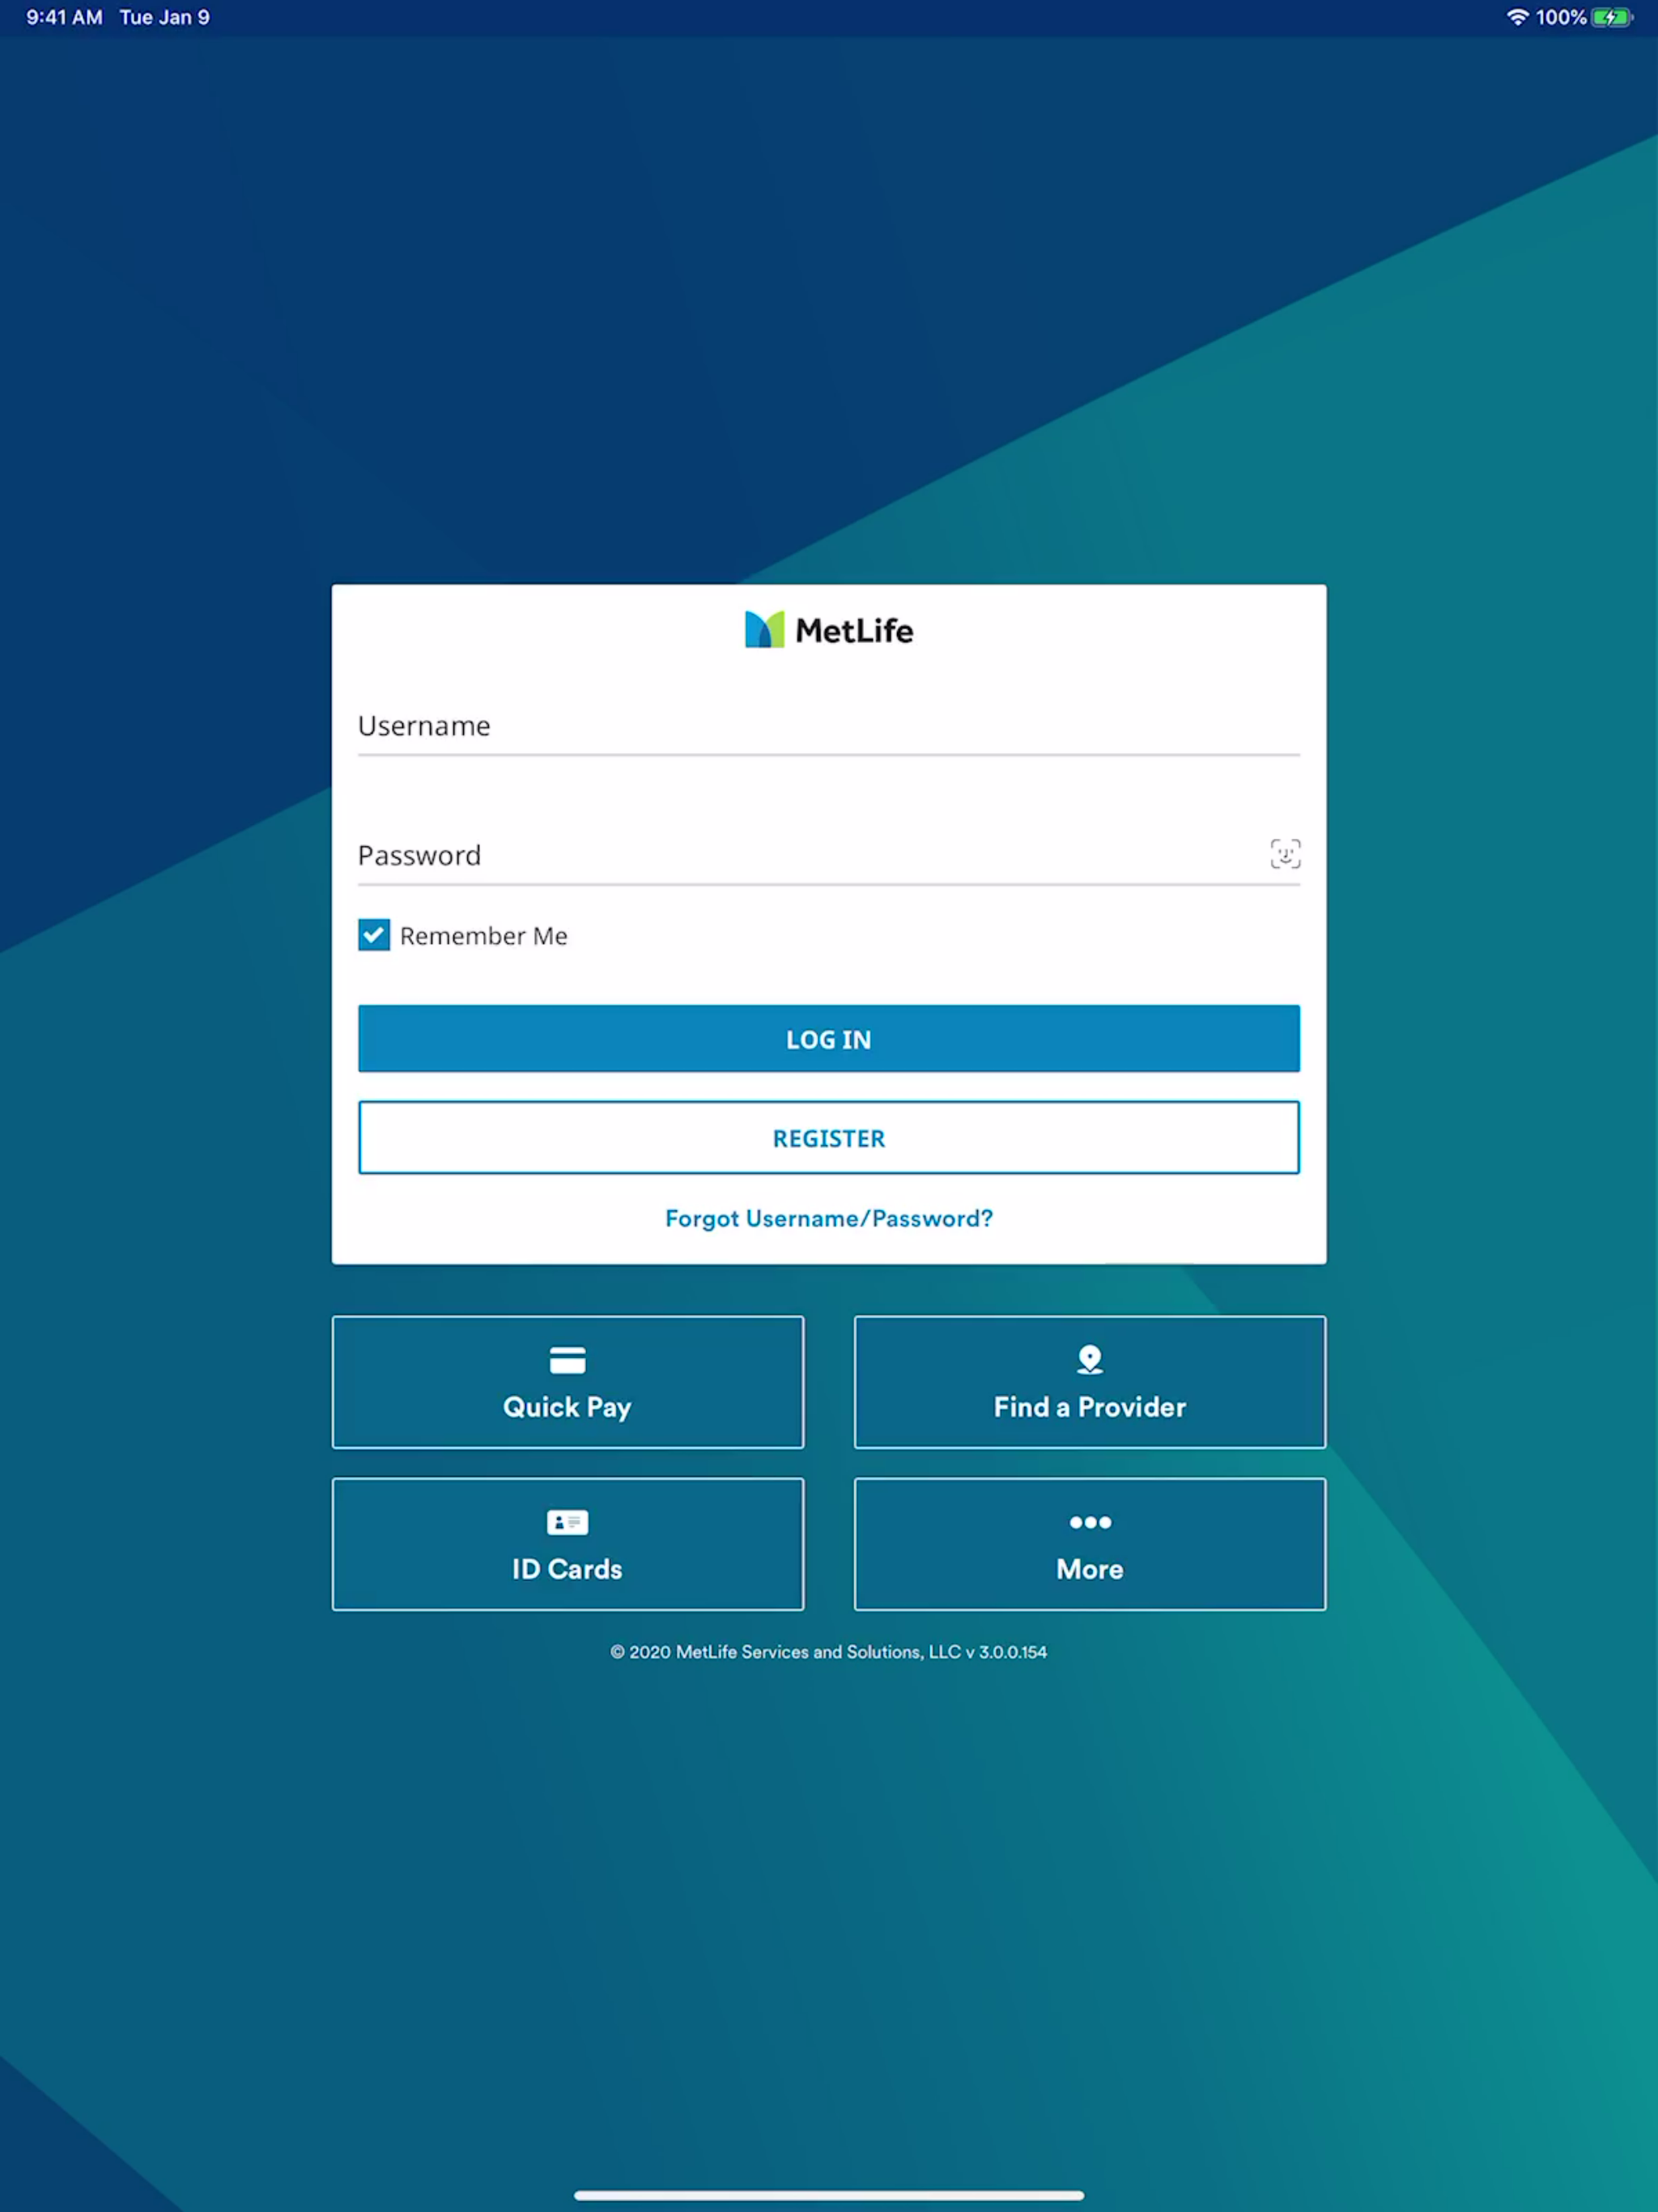 9:41 AM Tue Jan 9 100%
MetLife
Username
Password
Remember Me
LOG IN
REGISTER
Forgot Username/Password?
Quick Pay
Find a Provider
ID Cards
More
© 2020 MetLife Services and Solutions, LLC v 3.0.0.154